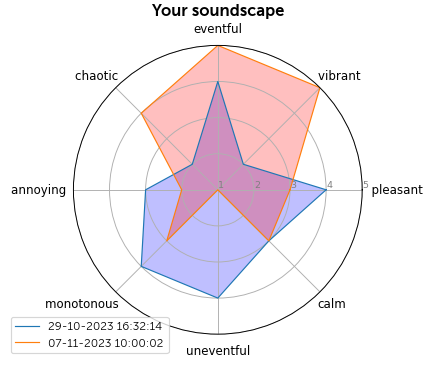 Your soundscape
eventful
chaotic
vibrant
annoying
1
2
3
4
5
pleasant
monotonous
calm
29-10-2023 16:32:14
07-11-2023 10:00:02
uneventful